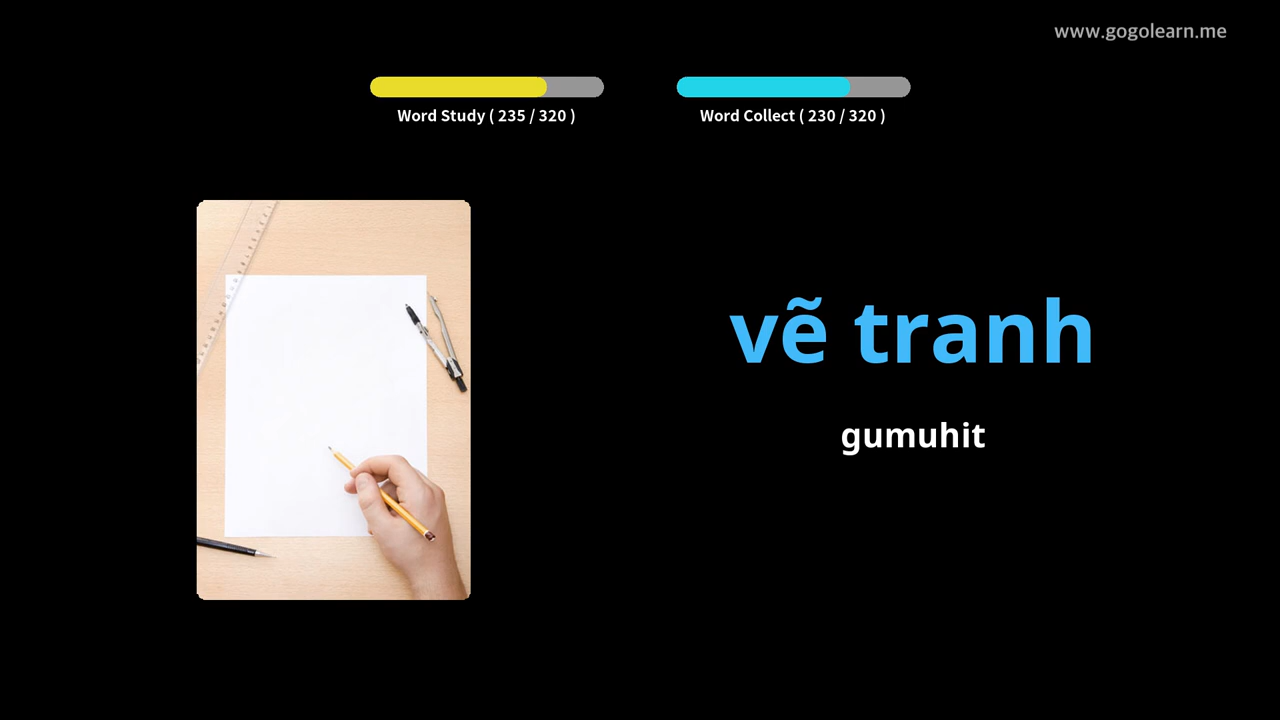 www.gogolearn.me
Word Study ( 235 / 320 )
Word Collect ( 230 / 320 )
vẽ tranh
gumuhit